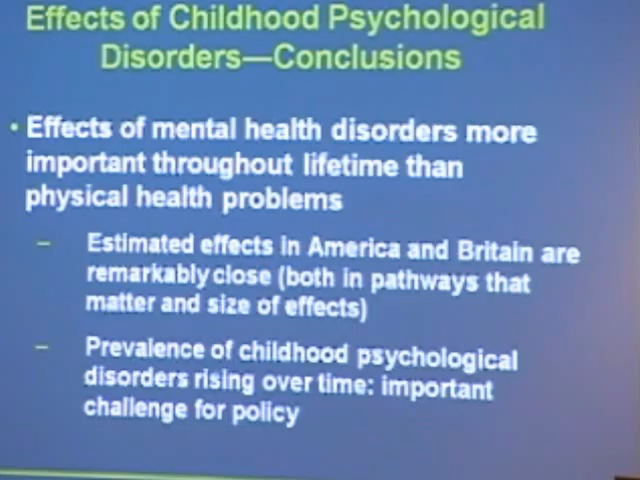 Effects of Childhood Psychological
Disorders—Conclusions
• Effects of mental health disorders more
important throughout lifetime than
physical health problems
– Estimated effects in America and Britain are
remarkably close (both in pathways that
matter and size of effects)
– Prevalence of childhood psychological
disorders rising over time: important
challenge for policy